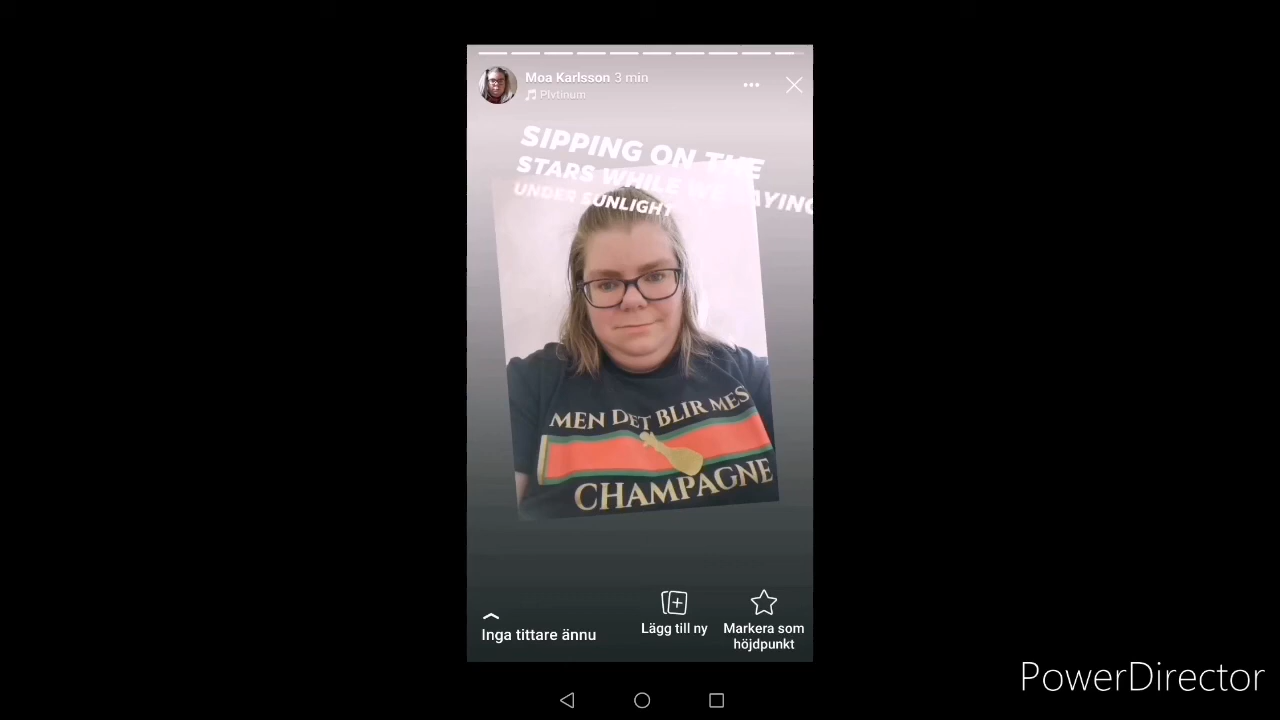 Moa Karlsson 3 min
Plvtinum
SIPPING ON THE
STARS WHILE WE LAYING
UNDER SUNLIGHT
MEN DET BLIR MES
CHAMPAGNE
Lägg till ny
Markera som
höjdpunkt
Inga tittare ännu
PowerDirector